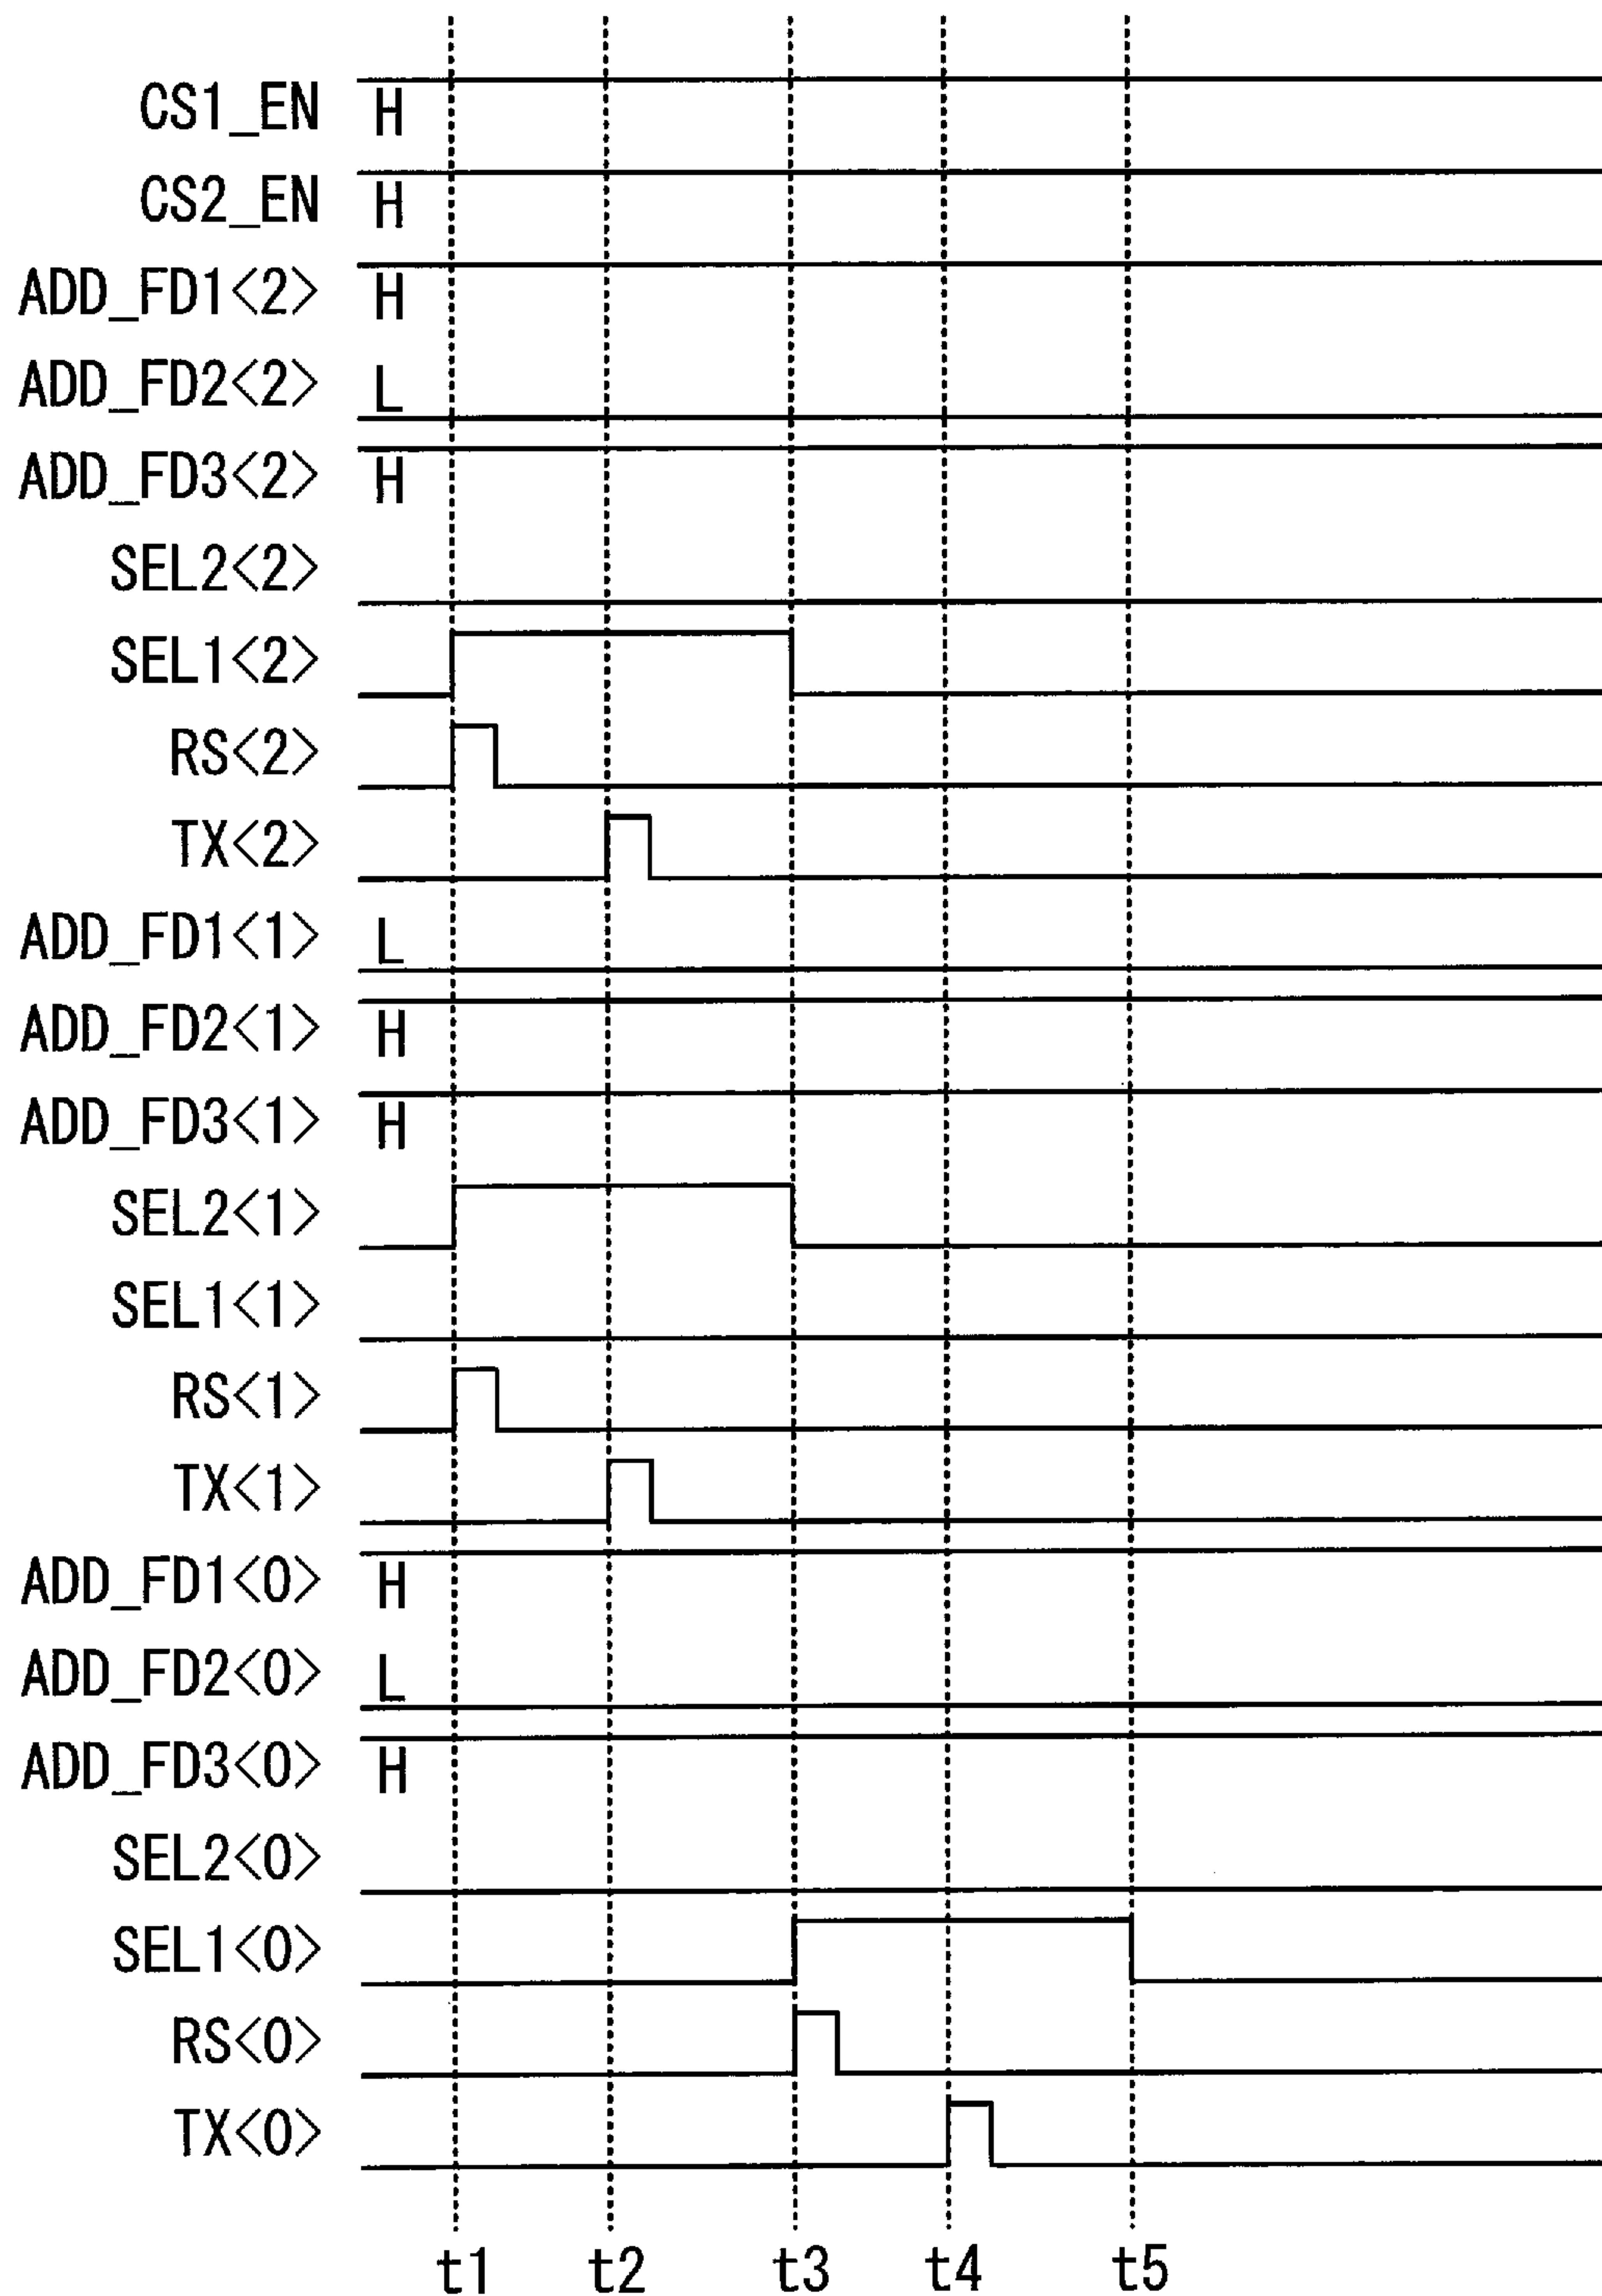 CS1_EN H
CS2_EN H
ADD_FD1<2> H
ADD_FD2<2> L
ADD_FD3<2> H
SEL2<2>
SEL1<2>
RS<2>
TX<2>
ADD_FD1<1> L
ADD_FD2<1> H
ADD_FD3<1> H
SEL2<1>
SEL1<1>
RS<1>
TX<1>
ADD_FD1<0> H
ADD_FD2<0> L
ADD_FD3<0> H
SEL2<0>
SEL1<0>
RS<0>
TX<0>
t1 t2 t3 t4 t5